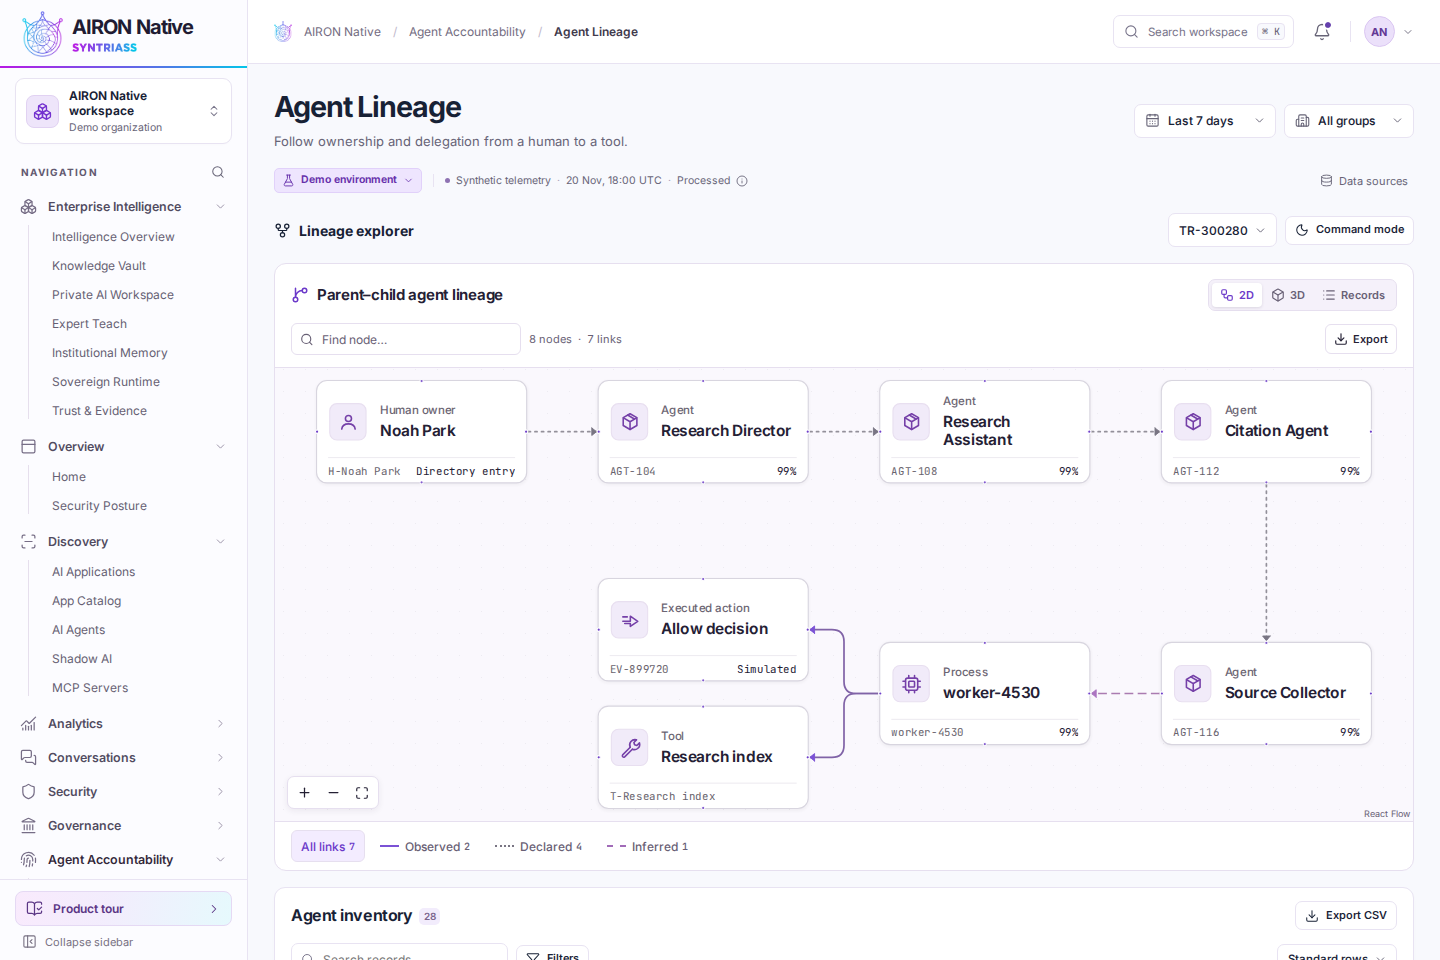 AIRON Native
SYNTRIASS
AIRON Native
workspace
Demo organization
NAVIGATION
Enterprise Intelligence
Intelligence Overview
Knowledge Vault
Private AI Workspace
Expert Teach
Institutional Memory
Sovereign Runtime
Trust & Evidence
Overview
Home
Security Posture
Discovery
AI Applications
App Catalog
AI Agents
Shadow AI
MCP Servers
Analytics
Conversations
Security
Governance
Agent Accountability
Product tour
Collapse sidebar
AIRON Native / Agent Accountability / Agent Lineage
Search workspace ⌘ K
AN
Agent Lineage
Follow ownership and delegation from a human to a tool.
Last 7 days
All groups
Demo environment
Synthetic telemetry · 20 Nov, 18:00 UTC · Processed
Data sources
Lineage explorer
TR-300280
Command mode
Parent–child agent lineage
2D
3D
Records
Find node...
8 nodes · 7 links
Export
Human owner
Noah Park
H-Noah Park Directory entry
Agent
Research Director
AGT-104 99%
Agent
Research
Assistant
AGT-108 99%
Agent
Citation Agent
AGT-112 99%
Executed action
Allow decision
EV-899720 Simulated
Process
worker-4530
worker-4530 99%
Agent
Source Collector
AGT-116 99%
Tool
Research index
T-Research index
React Flow
All links 7
Observed 2
Declared 4
Inferred 1
Agent inventory 28
Export CSV
Search records
Filters
Standard rows